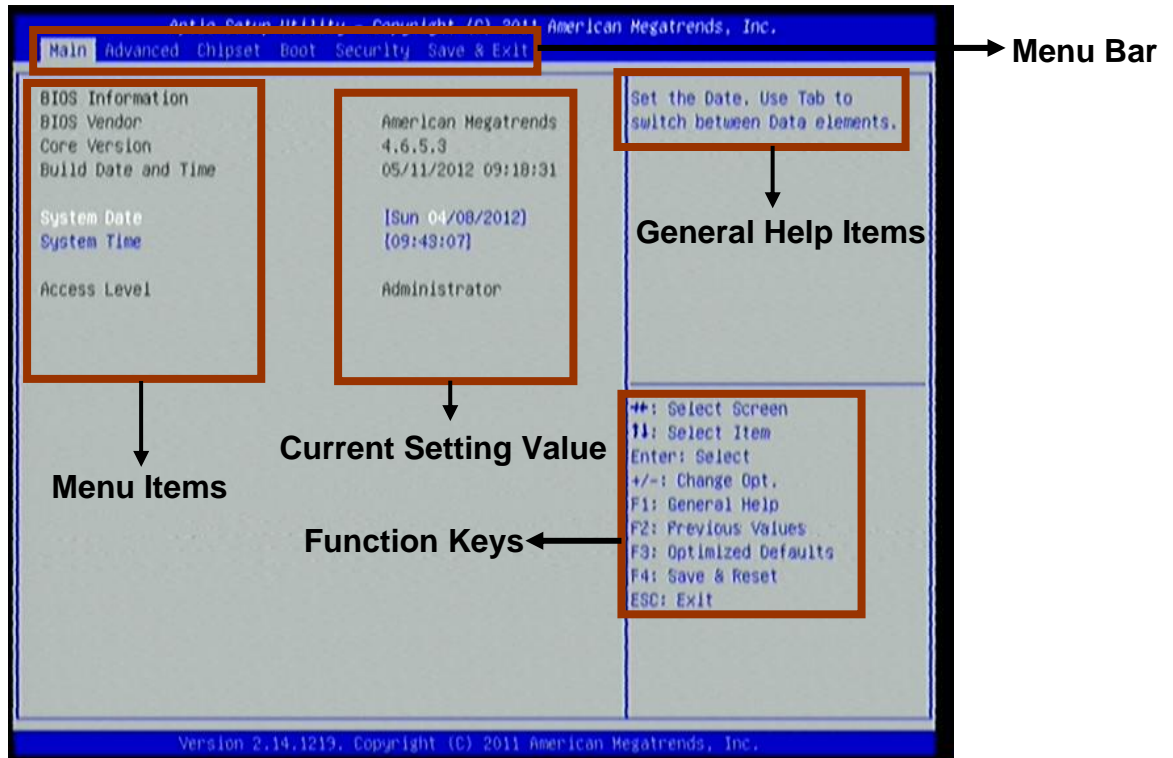 Aptio Setup Utility - Copyright (C) 2011 American Megatrends, Inc.
Main Advanced Chipset Boot Security Save & Exit
Menu Bar
BIOS Information
BIOS Vendor American Megatrends
Core Version 4.6.5.3
Build Date and Time 05/11/2012 09:18:31
System Date [Sun 04/08/2012]
System Time [09:43:07]
Access Level Administrator
Set the Date. Use Tab to
switch between Data elements.
General Help Items
Menu Items
Current Setting Value
Function Keys
→←: Select Screen
↑↓: Select Item
Enter: Select
+/-: Change Opt.
F1: General Help
F2: Previous Values
F3: Optimized Defaults
F4: Save & Reset
ESC: Exit
Version 2.14.1219. Copyright (C) 2011 American Megatrends, Inc.